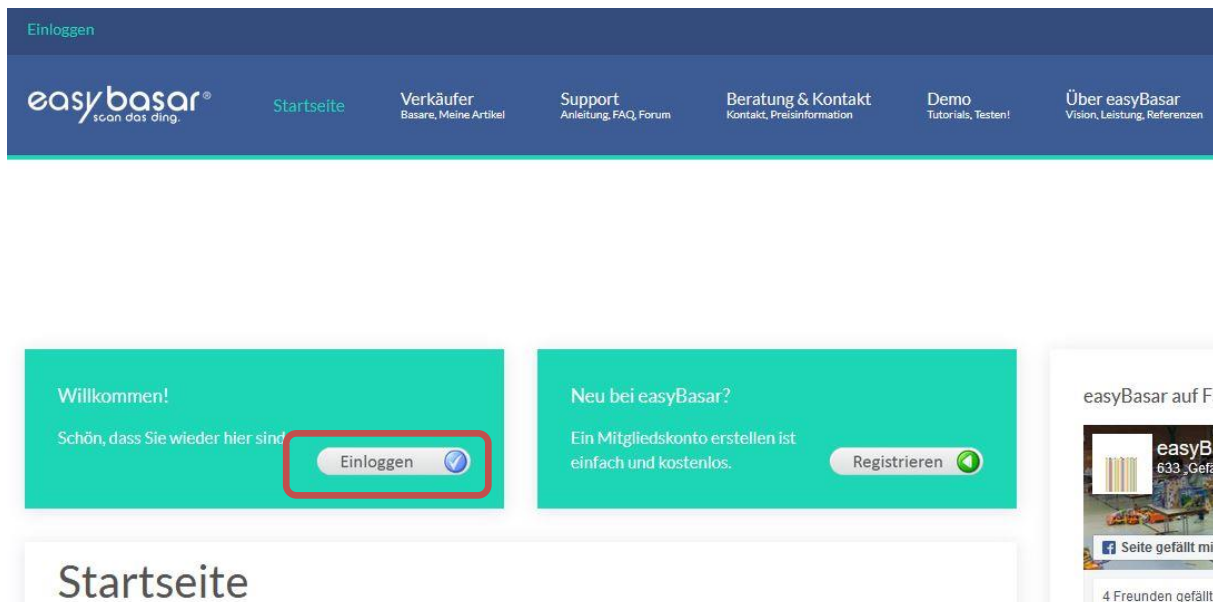 Einloggen
easybasar®
scan das ding.
Startseite
Verkäufer
Basare, Meine Artikel
Support
Anleitung, FAQ, Forum
Beratung & Kontakt
Kontakt, Preisinformation
Demo
Tutorials, Testen!
Über easyBasar
Vision, Leistung, Referenzen
Willkommen!
Schön, dass Sie wieder hier sind
Einloggen
Neu bei easyBasar?
Ein Mitgliedskonto erstellen ist
einfach und kostenlos.
Registrieren
easyBasar auf F
easyB
633 „Gefä
Seite gefällt mi
4 Freunden gefällt
Startseite